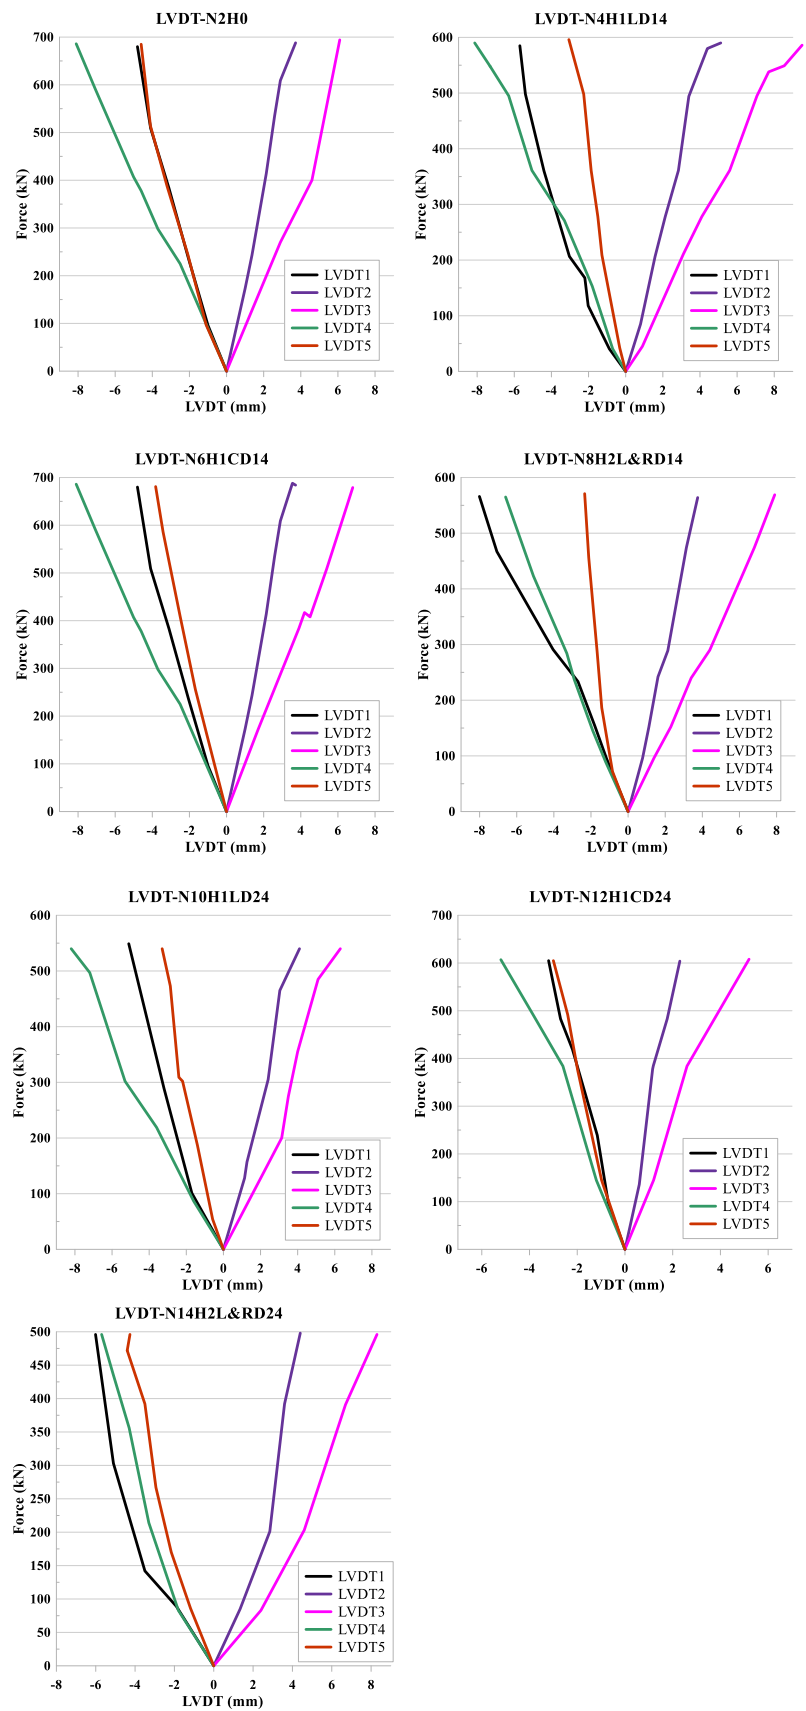 LVDT-N2H0
700
600
500
400
300
200
100
0
Force (kN)
-8 -6 -4 -2 0 2 4 6 8
LVDT (mm)
LVDT1
LVDT2
LVDT3
LVDT4
LVDT5
LVDT-N4H1LD14
600
500
400
300
200
100
0
Force (kN)
-8 -6 -4 -2 0 2 4 6 8
LVDT (mm)
LVDT1
LVDT2
LVDT3
LVDT4
LVDT5
LVDT-N6H1CD14
700
600
500
400
300
200
100
0
Force (kN)
-8 -6 -4 -2 0 2 4 6 8
LVDT (mm)
LVDT1
LVDT2
LVDT3
LVDT4
LVDT5
LVDT-N8H2L&RD14
600
500
400
300
200
100
0
Force (kN)
-8 -6 -4 -2 0 2 4 6 8
LVDT (mm)
LVDT1
LVDT2
LVDT3
LVDT4
LVDT5
LVDT-N10H1LD24
600
500
400
300
200
100
0
Force (kN)
-8 -6 -4 -2 0 2 4 6 8
LVDT (mm)
LVDT1
LVDT2
LVDT3
LVDT4
LVDT5
LVDT-N12H1CD24
700
600
500
400
300
200
100
0
Force (kN)
-6 -4 -2 0 2 4 6
LVDT (mm)
LVDT1
LVDT2
LVDT3
LVDT4
LVDT5
LVDT-N14H2L&RD24
500
450
400
350
300
250
200
150
100
50
0
Force (kN)
-8 -6 -4 -2 0 2 4 6 8
LVDT (mm)
LVDT1
LVDT2
LVDT3
LVDT4
LVDT5